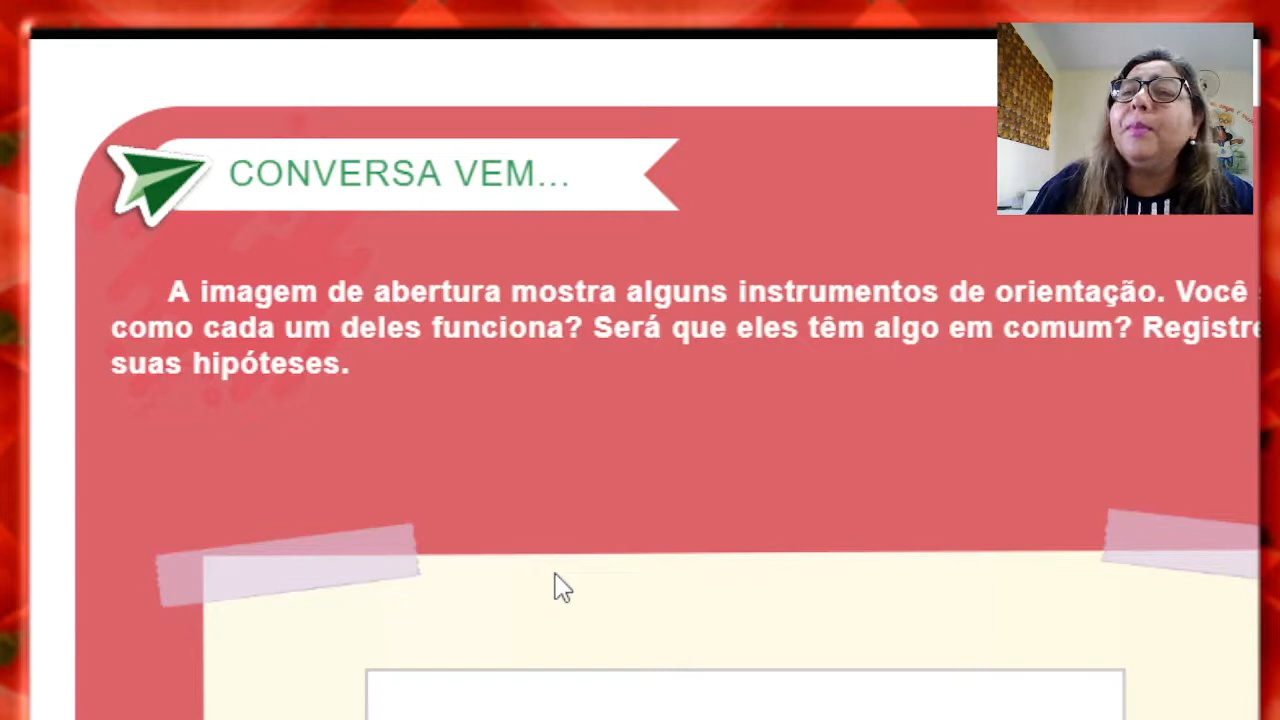 CONVERSA VEM...
A imagem de abertura mostra alguns instrumentos de orientação. Você
como cada um deles funciona? Será que eles têm algo em comum? Registre
suas hipóteses.